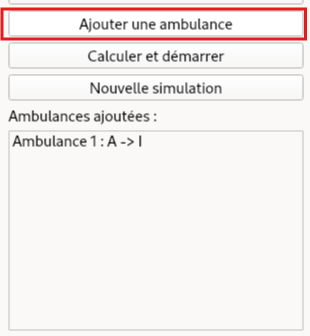 Ajouter une ambulance
Calculer et démarrer
Nouvelle simulation
Ambulances ajoutées :
Ambulance 1 : A -> I